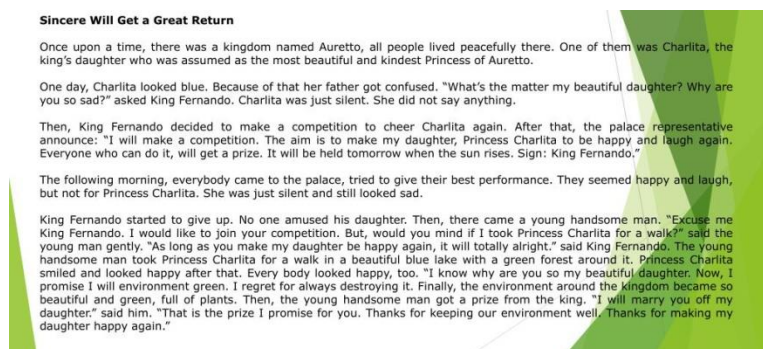 Sincere Will Get a Great Return
Once upon a time, there was a kingdom named Auretto, all people lived peacefully there. One of them was Charlita, the
king's daughter who was assumed as the most beautiful and kindest Princess of Auretto.
One day, Charlita looked blue. Because of that her father got confused. "What's the matter my beautiful daughter? Why are
you so sad?" asked King Fernando. Charlita was just silent. She did not say anything.
Then, King Fernando decided to make a competition to cheer Charlita again. After that, the palace representative
announce: "I will make a competition. The aim is to make my daughter, Princess Charlita to be happy and laugh again.
Everyone who can do it, will get a prize. It will be held tomorrow when the sun rises. Sign: King Fernando."
The following morning, everybody came to the palace, tried to give their best performance. They seemed happy and laugh,
but not for Princess Charlita. She was just silent and still looked sad.
King Fernando started to give up. No one amused his daughter. Then, there came a young handsome man. "Excuse me
King Fernando. I would like to join your competition. But, would you mind if I took Princess Charlita for a walk?" said the
young man gently. "As long as you make my daughter be happy again, it will totally alright." said King Fernando. The young
handsome man took Princess Charlita for a walk in a beautiful blue lake with a green forest around it. Princess Charlita
smiled and looked happy after that. Every body looked happy, too. "I know why are you so my beautiful daughter. Now, I
promise I will environment green. I regret for always destroying it. Finally, the environment around the kingdom became so
beautiful and green, full of plants. Then, the young handsome man got a prize from the king. "I will marry you off my
daughter." said him. "That is the prize I promise for you. Thanks for keeping our environment well. Thanks for making my
daughter happy again."